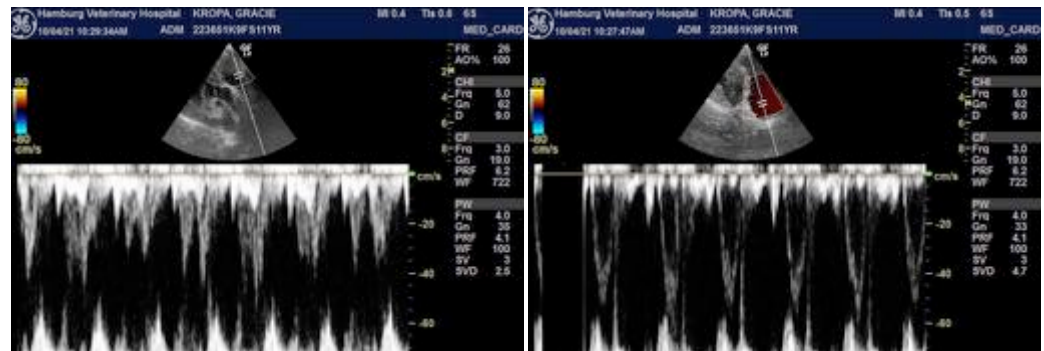 Hamburg Veterinary Hospital KROPA, GRACIE MI 0.4 TIs 0.6 6S
10/04/21 10:29:34AM ADM 223651K9FS11YR MED_CARD
FR 26
AO% 100
CHI
Frq 5.0
Gn 62
D 9.0
CF
Frq 3.0
Gn 19.0
PRF 6.2
WF 722
PW
Frq 4.0
Gn 35
PRF 4.1
WF 100
SV 3
SVD 2.5
80
-80
cm/s
cm/s
-20
-40
-60
Hamburg Veterinary Hospital KROPA, GRACIE MI 0.4 TIs 0.5 6S
10/04/21 10:27:47AM ADM 223651K9FS11YR MED_CARD
FR 26
AO% 100
CHI
Frq 5.0
Gn 62
D 9.0
CF
Frq 3.0
Gn 19.0
PRF 6.2
WF 722
PW
Frq 4.0
Gn 33
PRF 4.1
WF 100
SV 3
SVD 4.7
80
-80
cm/s
cm/s
-20
-40
-60